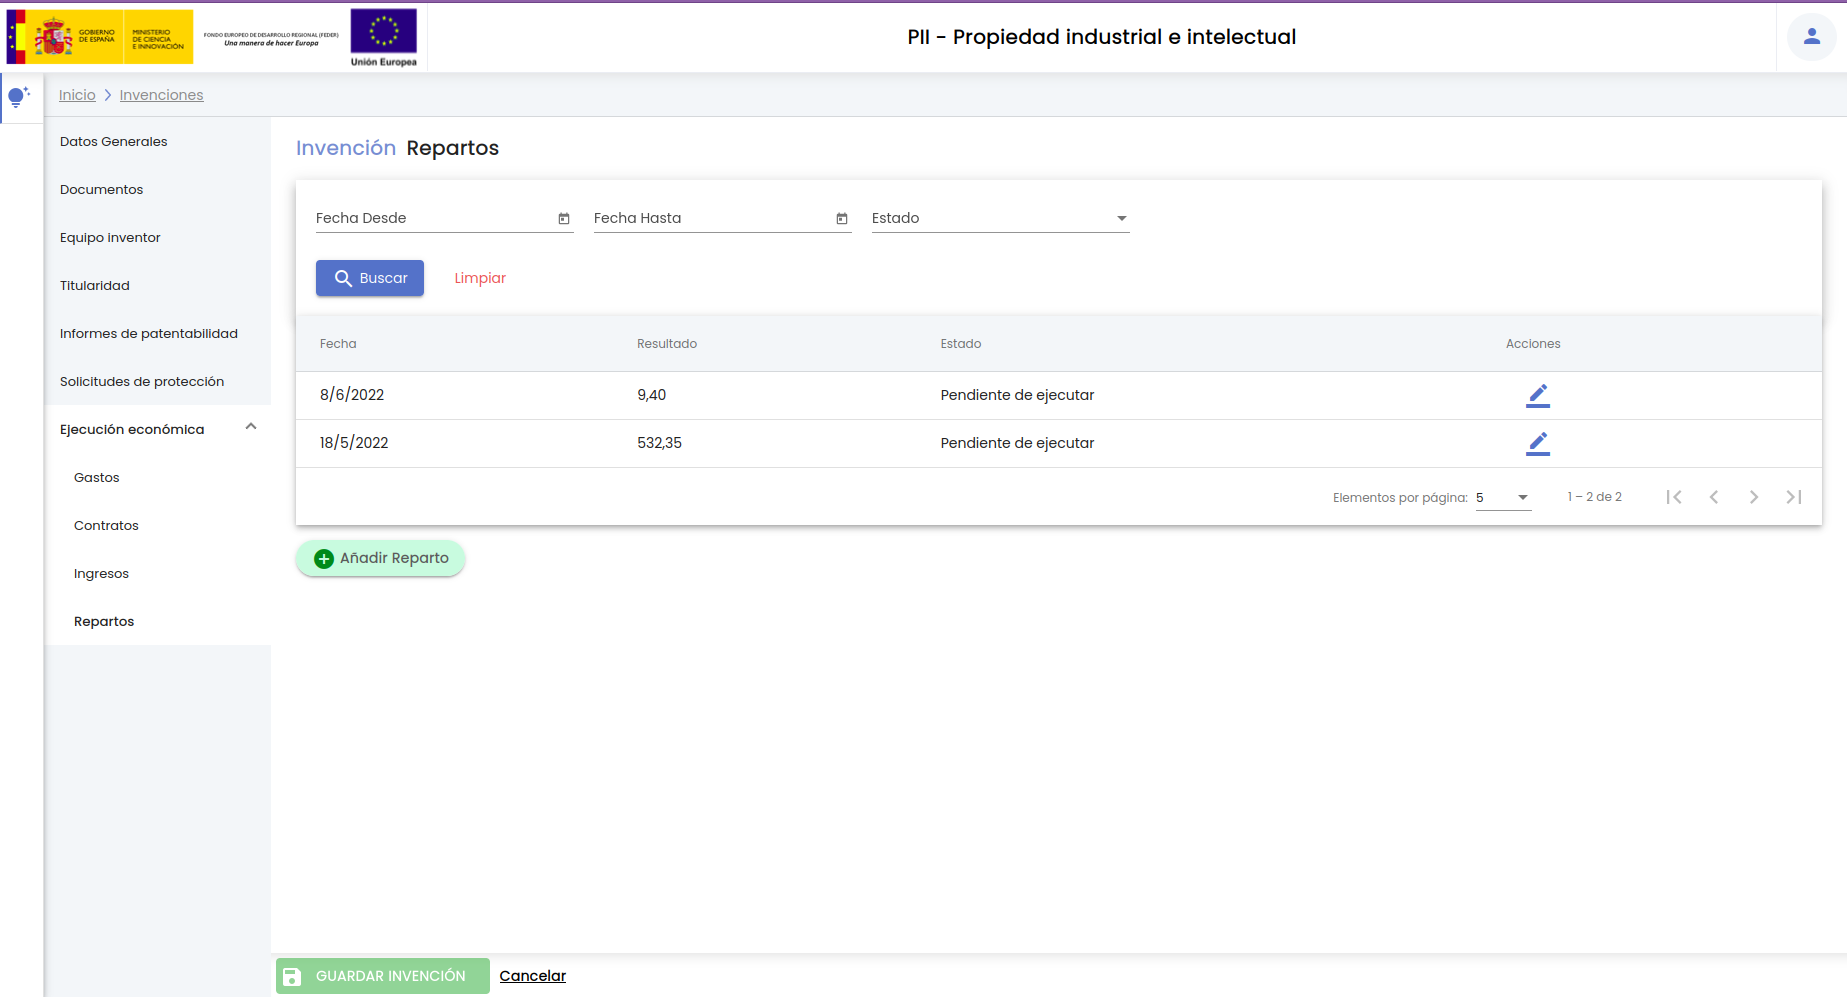 GOBIERNO
DE ESPAÑA
MINISTERIO
DE CIENCIA
E INNOVACIÓN
FONDO EUROPEO DE DESARROLLO REGIONAL (FEDER)
Una manera de hacer Europa
Unión Europea
PII - Propiedad industrial e intelectual
Inicio > Invenciones
Datos Generales
Documentos
Equipo inventor
Titularidad
Informes de patentabilidad
Solicitudes de protección
Ejecución económica
Gastos
Contratos
Ingresos
Repartos
Invención Repartos
Fecha Desde Fecha Hasta Estado
Buscar Limpiar
Fecha Resultado Estado Acciones
8/6/2022 9,40 Pendiente de ejecutar
18/5/2022 532,35 Pendiente de ejecutar
Elementos por página: 5 1 – 2 de 2
Añadir Reparto
GUARDAR INVENCIÓN Cancelar